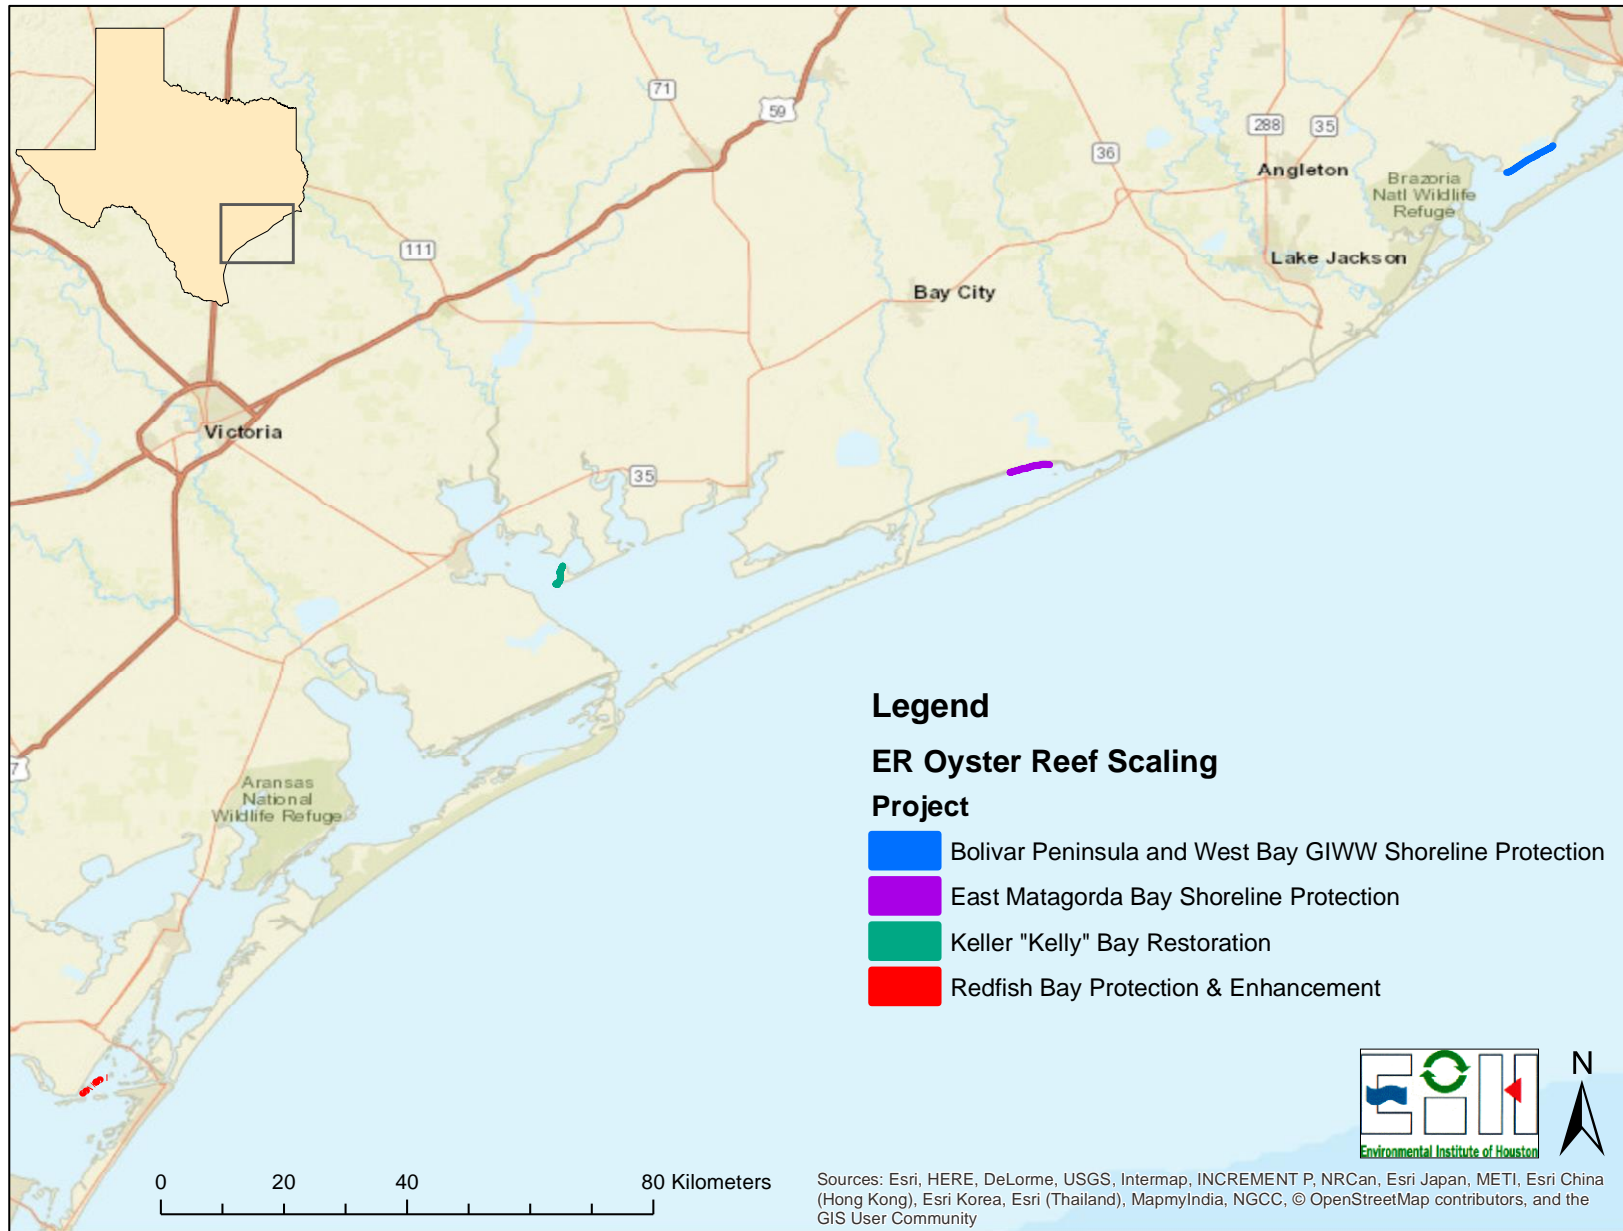 71
59
288
35
36
Angleton
Brazoria
Natl Wildlife
Refuge
111
Lake Jackson
Bay City
Victoria
35
7
Aransas
National
Wildlife Refuge
Legend
ER Oyster Reef Scaling
Project
Bolivar Peninsula and West Bay GIWW Shoreline Protection
East Matagorda Bay Shoreline Protection
Keller "Kelly" Bay Restoration
Redfish Bay Protection & Enhancement
N
EIH
Environmental Institute of Houston
0 20 40 80 Kilometers
Sources: Esri, HERE, DeLorme, USGS, Intermap, INCREMENT P, NRCan, Esri Japan, METI, Esri China
(Hong Kong), Esri Korea, Esri (Thailand), MapmyIndia, NGCC, © OpenStreetMap contributors, and the
GIS User Community